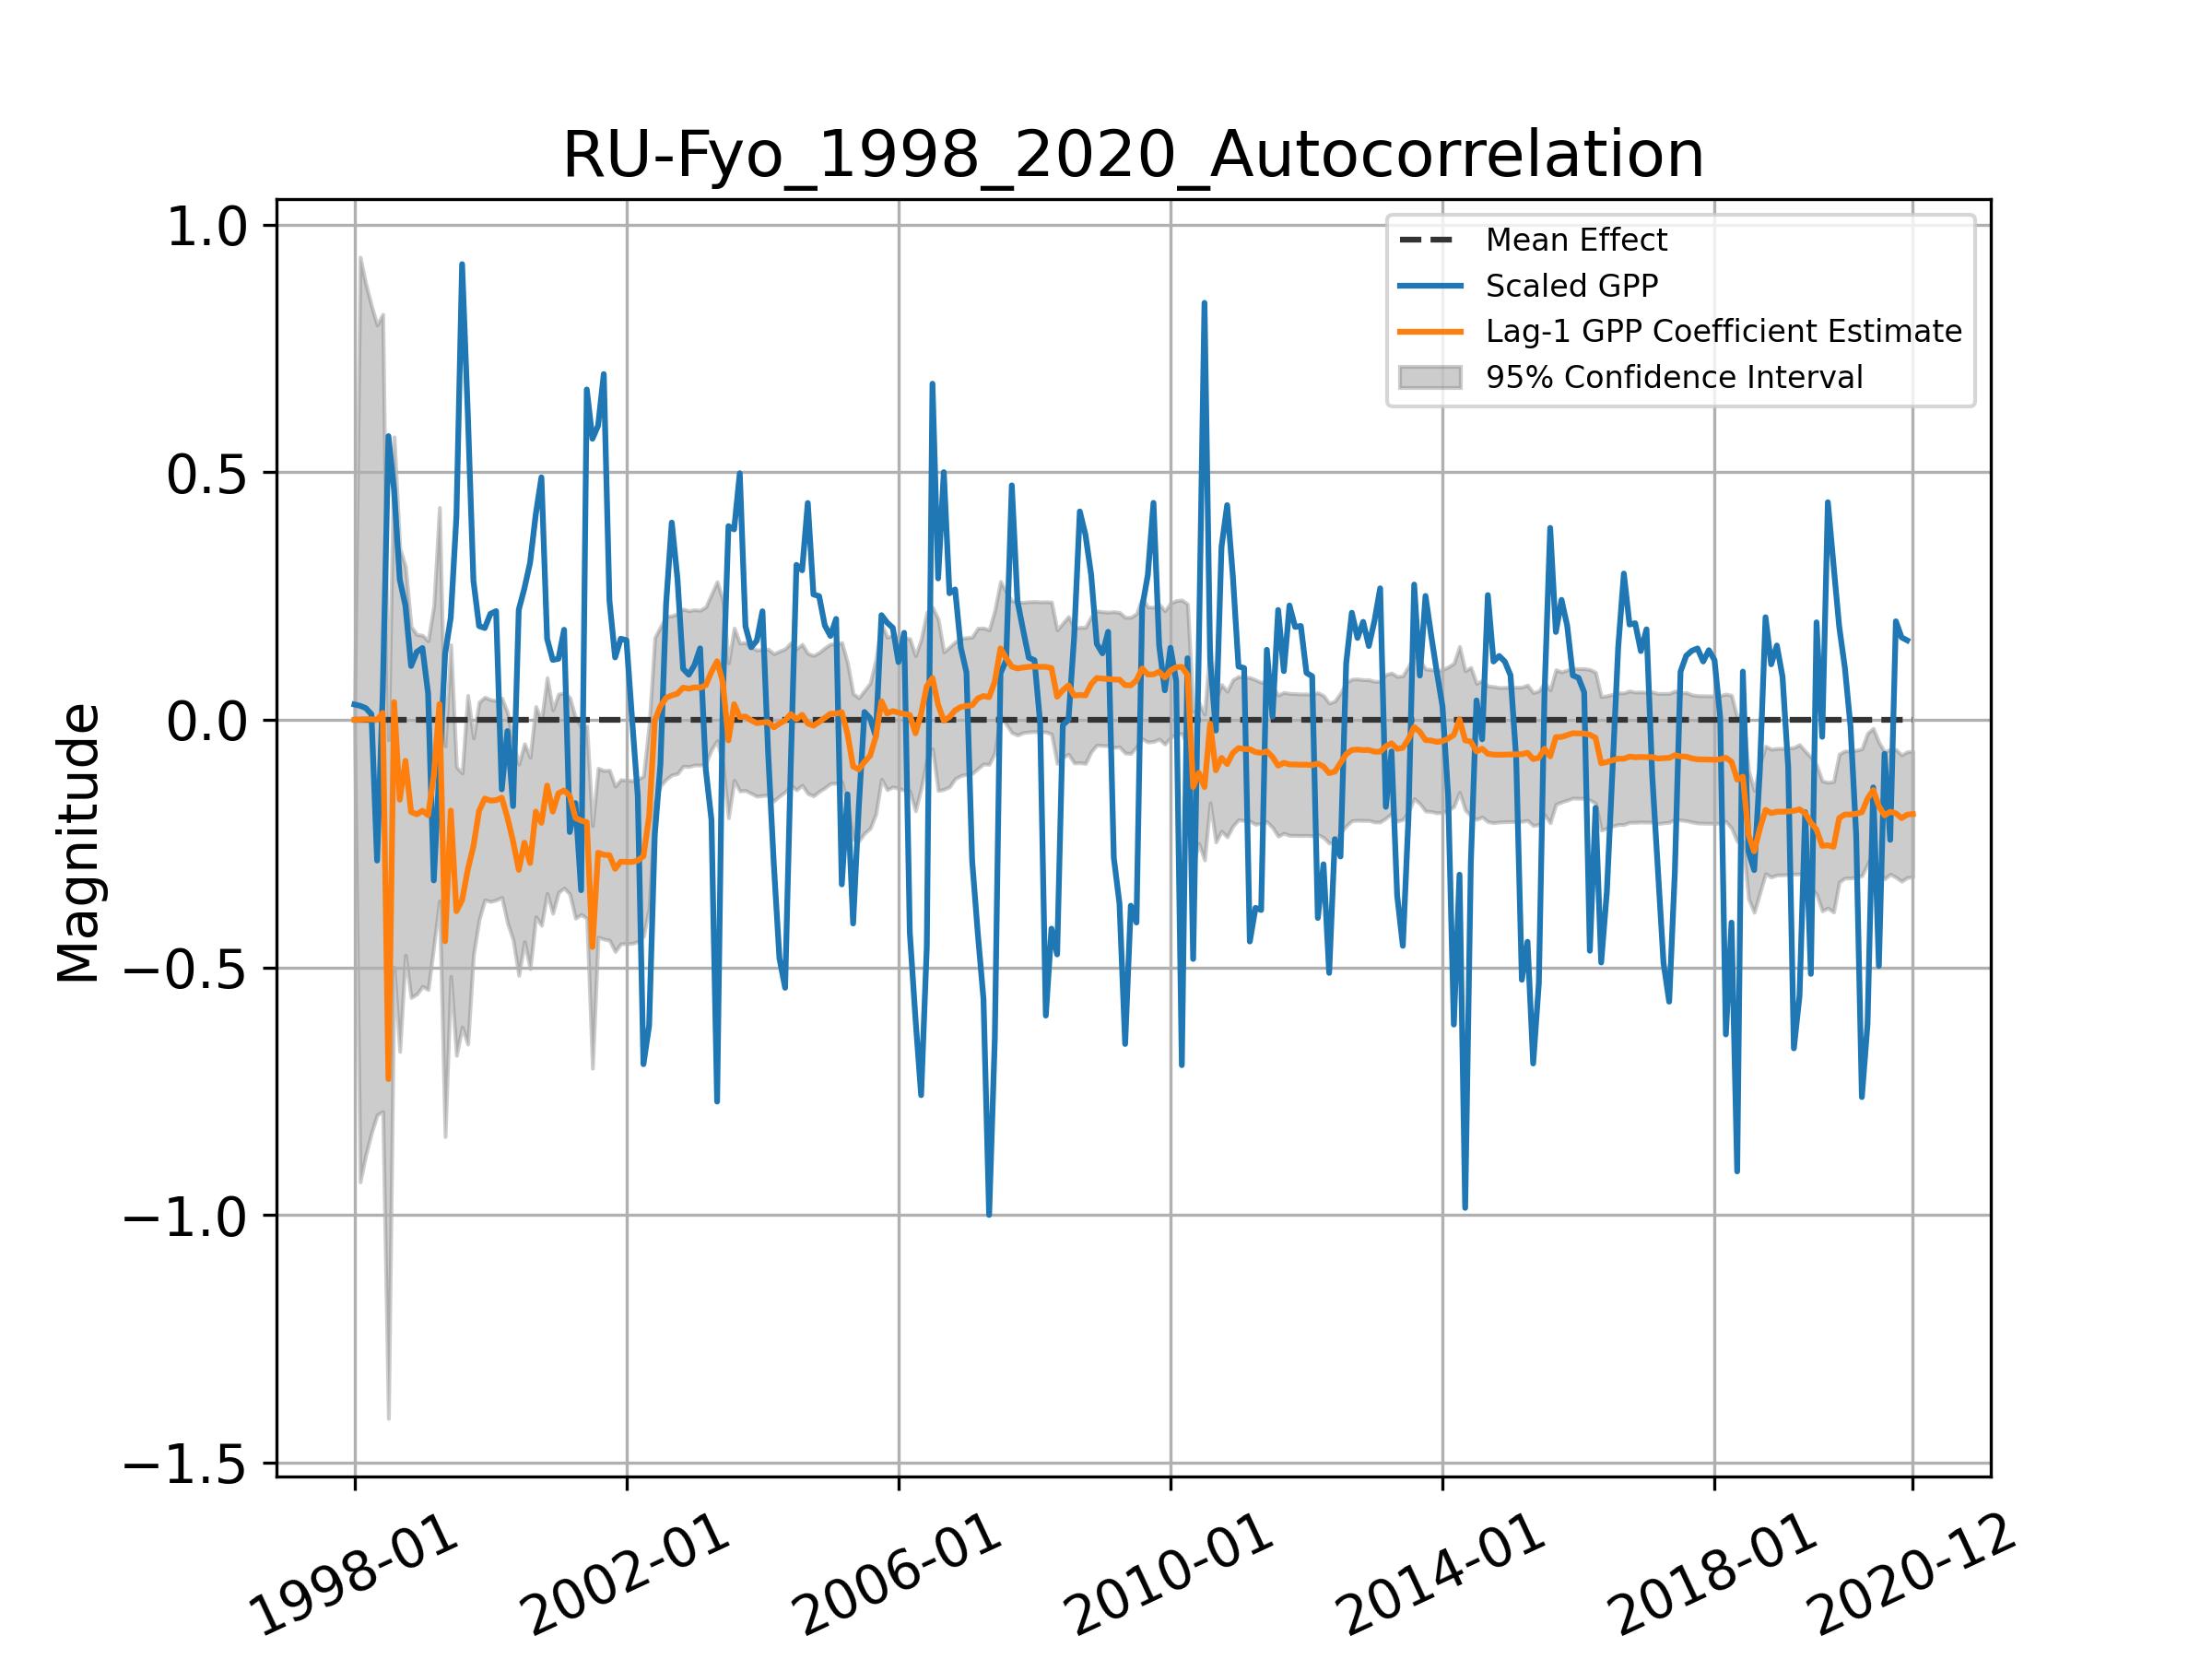 RU-Fyo_1998_2020_Autocorrelation
1.0
0.5
0.0
−0.5
−1.0
−1.5
Magnitude
Mean Effect
Scaled GPP
Lag-1 GPP Coefficient Estimate
95% Confidence Interval
1998-01
2002-01
2006-01
2010-01
2014-01
2018-01
2020-12